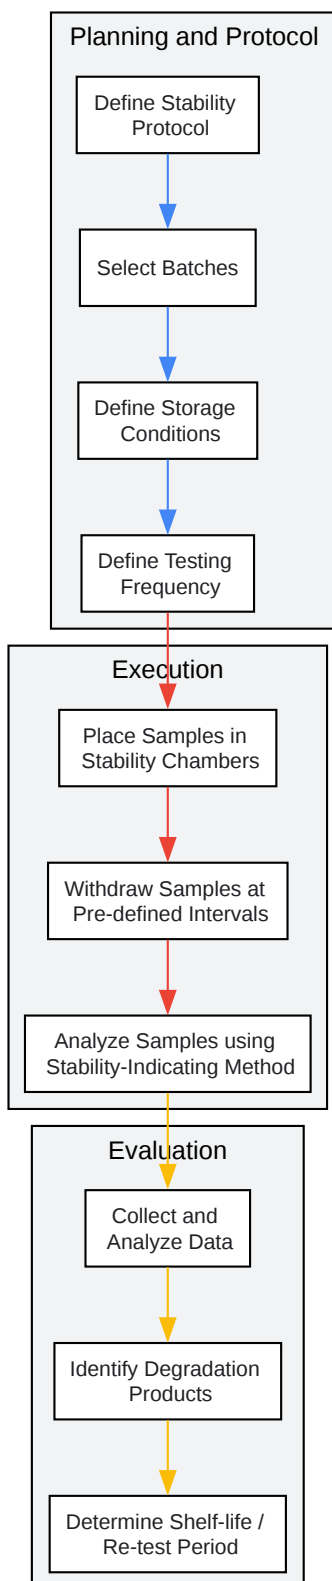 Planning and Protocol
Define Stability
Protocol
Select Batches
Define Storage
Conditions
Define Testing
Frequency
Execution
Place Samples in
Stability Chambers
Withdraw Samples at
Pre-defined Intervals
Analyze Samples using
Stability-Indicating Method
Evaluation
Collect and
Analyze Data
Identify Degradation
Products
Determine Shelf-life /
Re-test Period